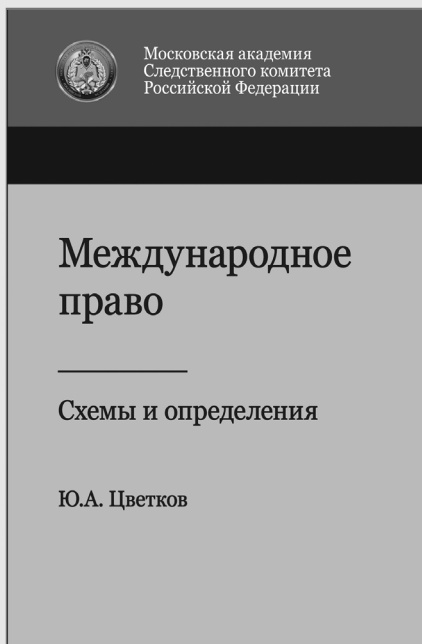 Московская академия
Следственного комитета
Российской Федерации
Международное
право
Схемы и определения
Ю.А. Цветков